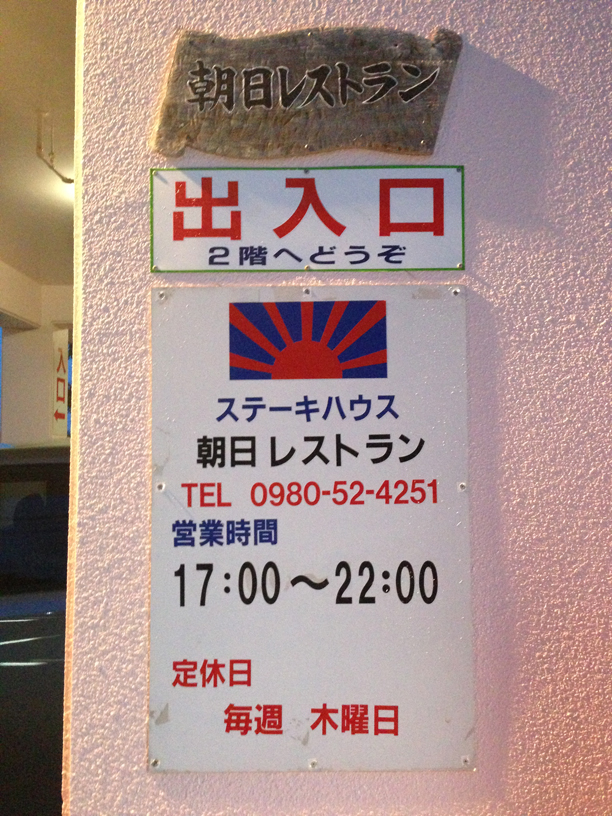 朝日レストラン
出入口
2階へどうぞ
ステーキハウス
朝日レストラン
TEL 0980-52-4251
営業時間
17:00～22:00
定休日
毎週 木曜日
入口